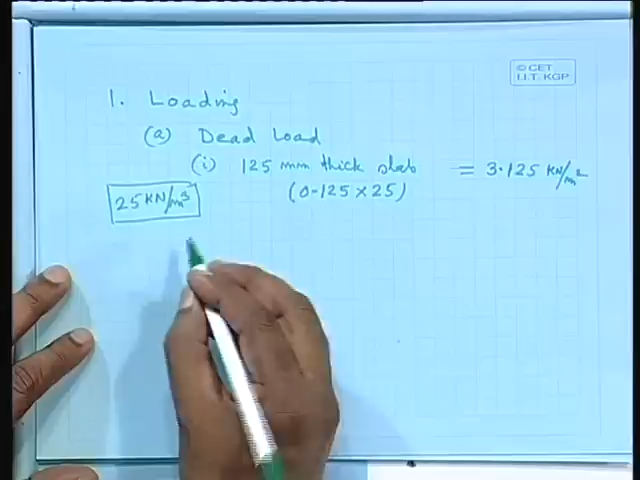 © CET
I.I.T. KGP
1. Loading
(a) Dead Load
(i) 125 mm thick slab = 3.125 KN/m²
25 KN/m³ (0.125 × 25)